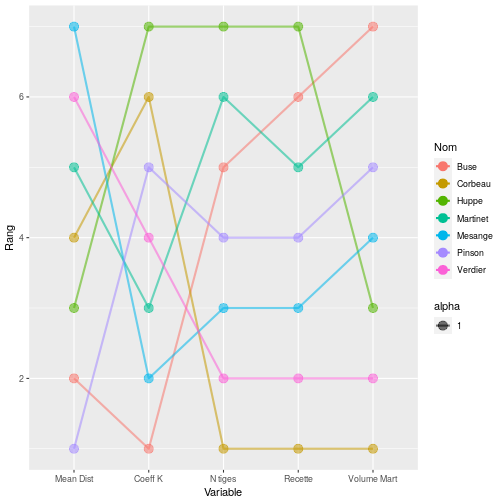 Rang
6
4
2
Mean Dist Coeff K N tiges Recette Volume Mart
Variable
Nom
Buse
Corbeau
Huppe
Martinet
Mesange
Pinson
Verdier
alpha
1